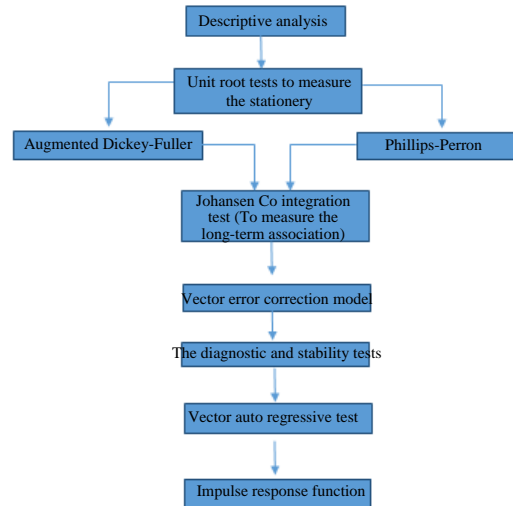 Descriptive analysis
Unit root tests to measure
the stationery
Augmented Dickey-Fuller
Phillips-Perron
Johansen Co integration
test (To measure the
long-term association)
Vector error correction model
The diagnostic and stability tests
Vector auto regressive test
Impulse response function